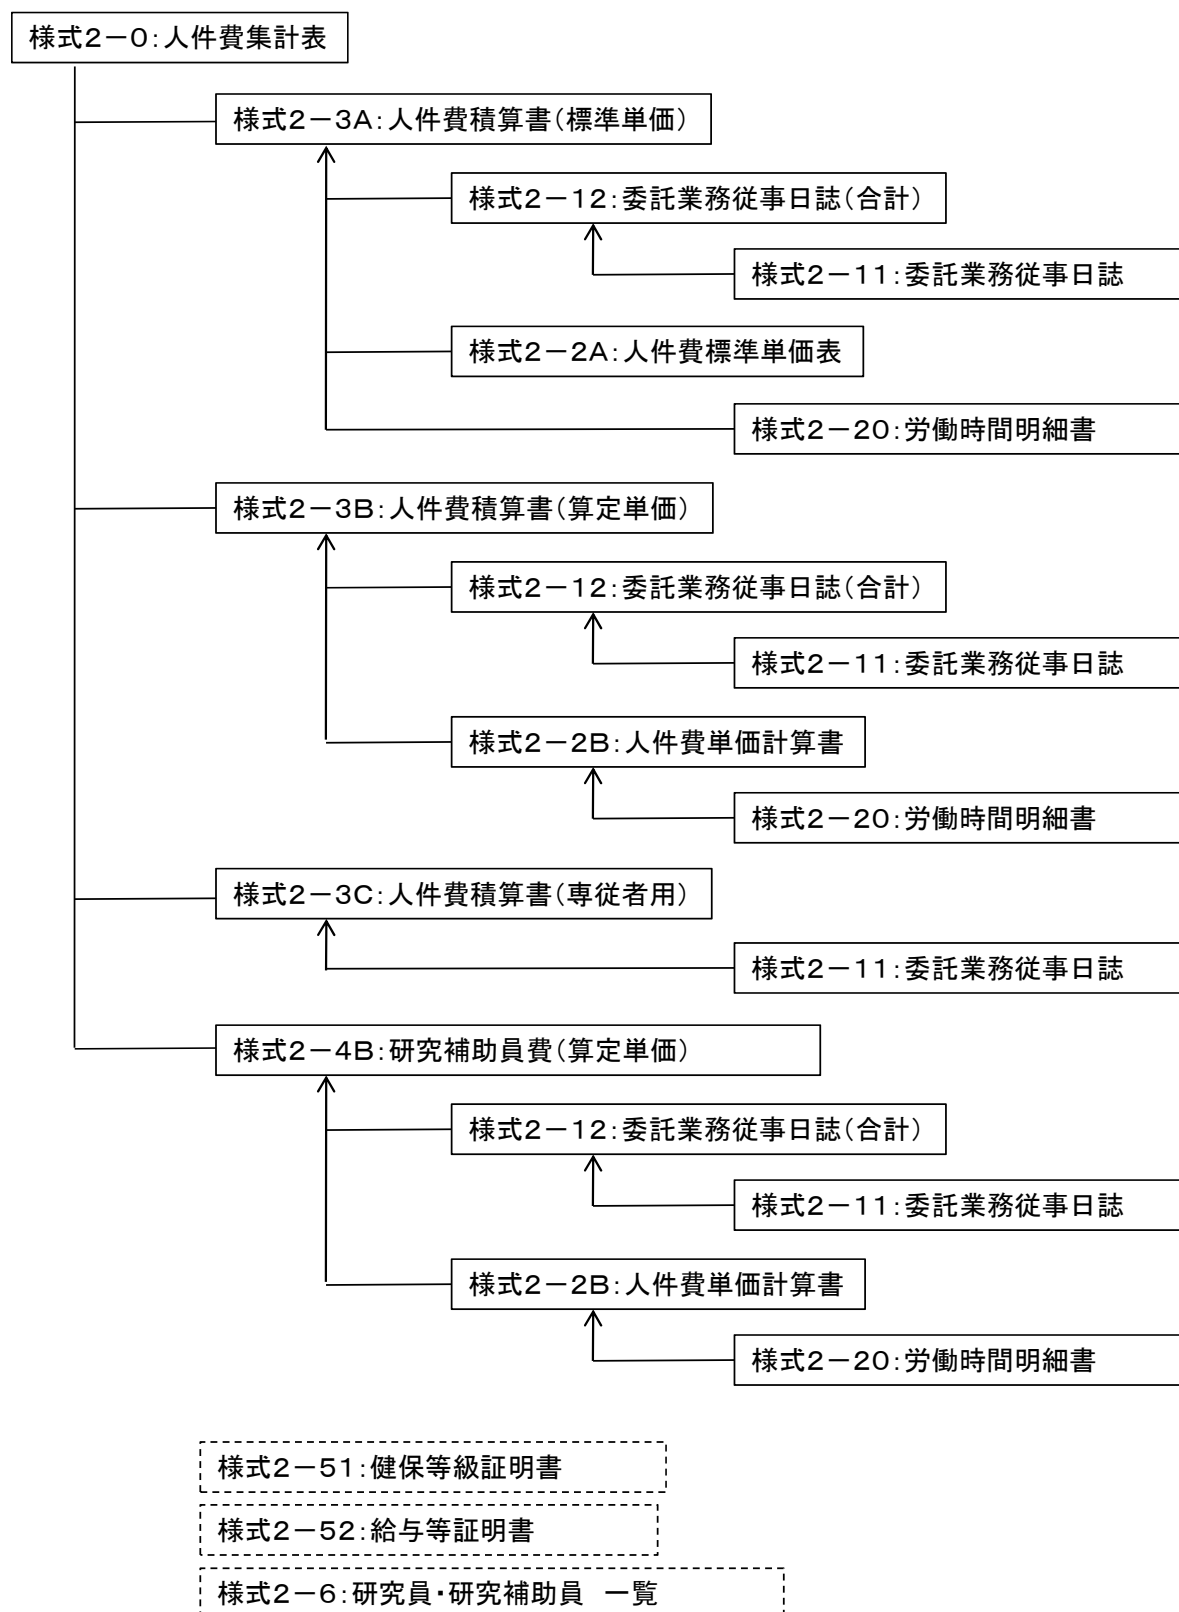 様式2－0：人件費集計表
様式2－3A：人件費積算書（標準単価）
様式2－12：委託業務従事日誌（合計）
様式2－11：委託業務従事日誌
様式2－2A：人件費標準単価表
様式2－20：労働時間明細書
様式2－3B：人件費積算書（算定単価）
様式2－12：委託業務従事日誌（合計）
様式2－11：委託業務従事日誌
様式2－2B：人件費単価計算書
様式2－20：労働時間明細書
様式2－3C：人件費積算書（専従者用）
様式2－11：委託業務従事日誌
様式2－4B：研究補助員費（算定単価）
様式2－12：委託業務従事日誌（合計）
様式2－11：委託業務従事日誌
様式2－2B：人件費単価計算書
様式2－20：労働時間明細書
様式2－51：健保等級証明書
様式2－52：給与等証明書
様式2－6：研究員・研究補助員　一覧